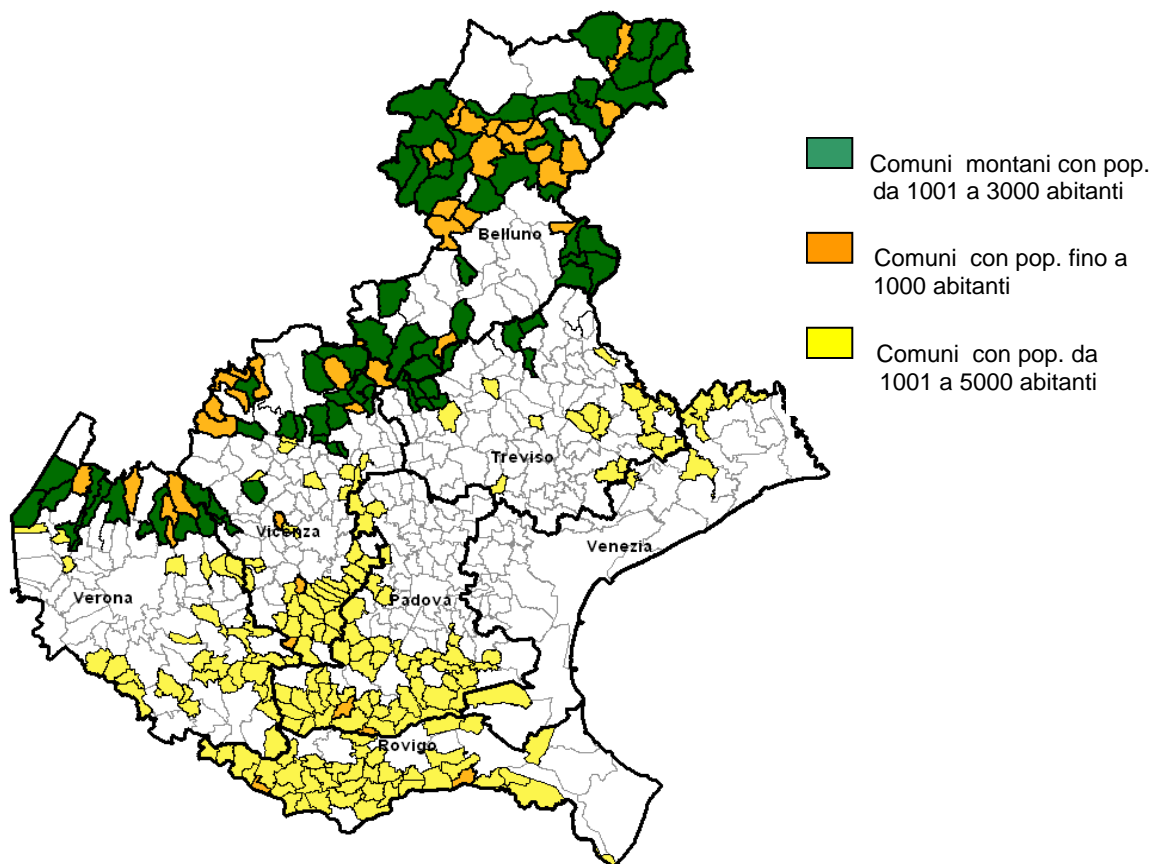 Comuni montani con pop.
da 1001 a 3000 abitanti
Comuni con pop. fino a
1000 abitanti
Comuni con pop. da
1001 a 5000 abitanti
Belluno
Treviso
Vicenza
Venezia
Verona
Padova
Rovigo